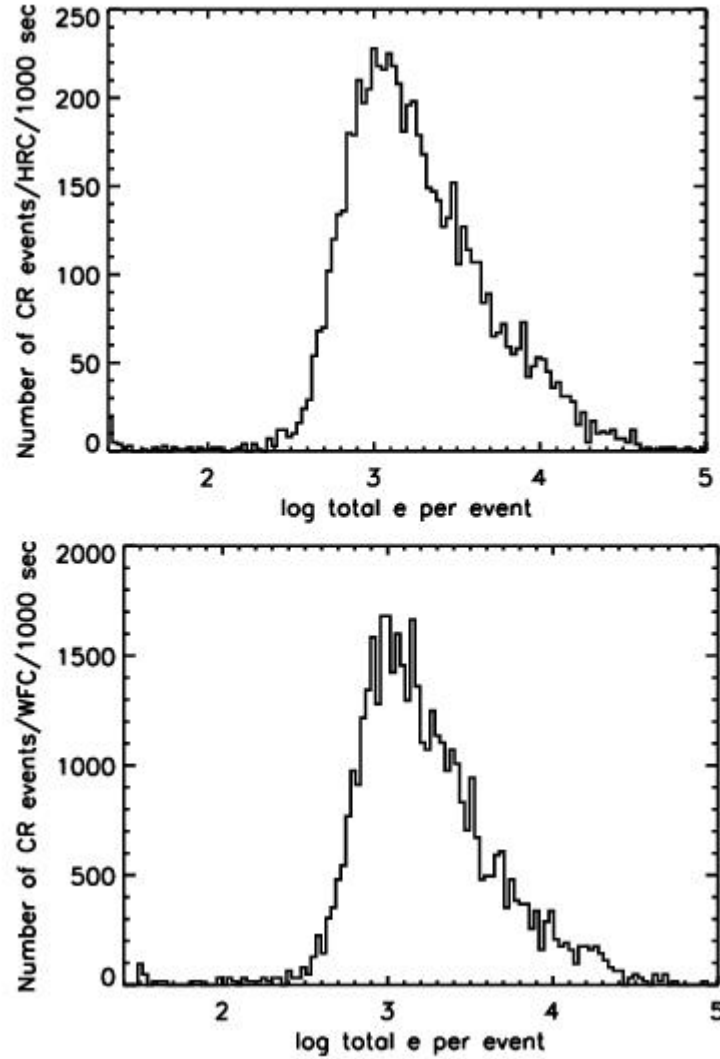 250
200
150
100
50
0
Number of CR events/HRC/1000 sec
2 3 4 5
log total e per event
2000
1500
1000
500
0
Number of CR events/WFC/1000 sec
2 3 4 5
log total e per event